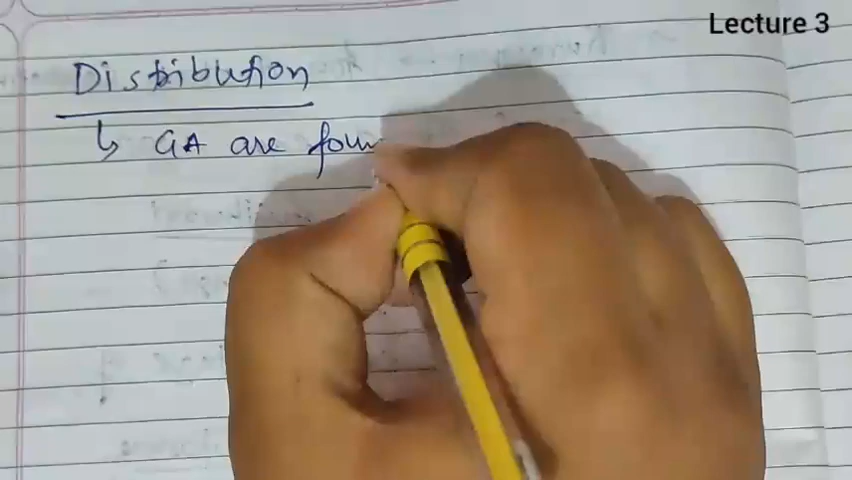 Lecture 3
Distribution
↳ GA are foun